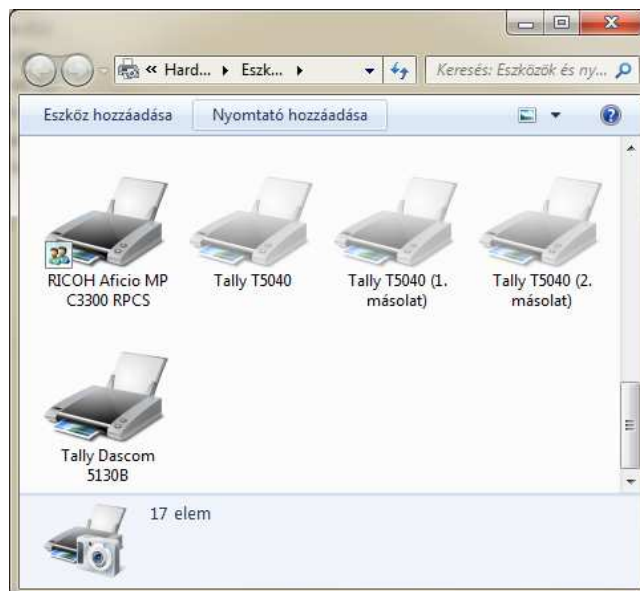 « Hard... ▸ Eszk... ▸
Keresés: Eszközök és ny...
Eszköz hozzáadása
Nyomtató hozzáadása
RICOH Aficio MP
C3300 RPCS
Tally T5040
Tally T5040 (1.
másolat)
Tally T5040 (2.
másolat)
Tally Dascom
5130B
17 elem